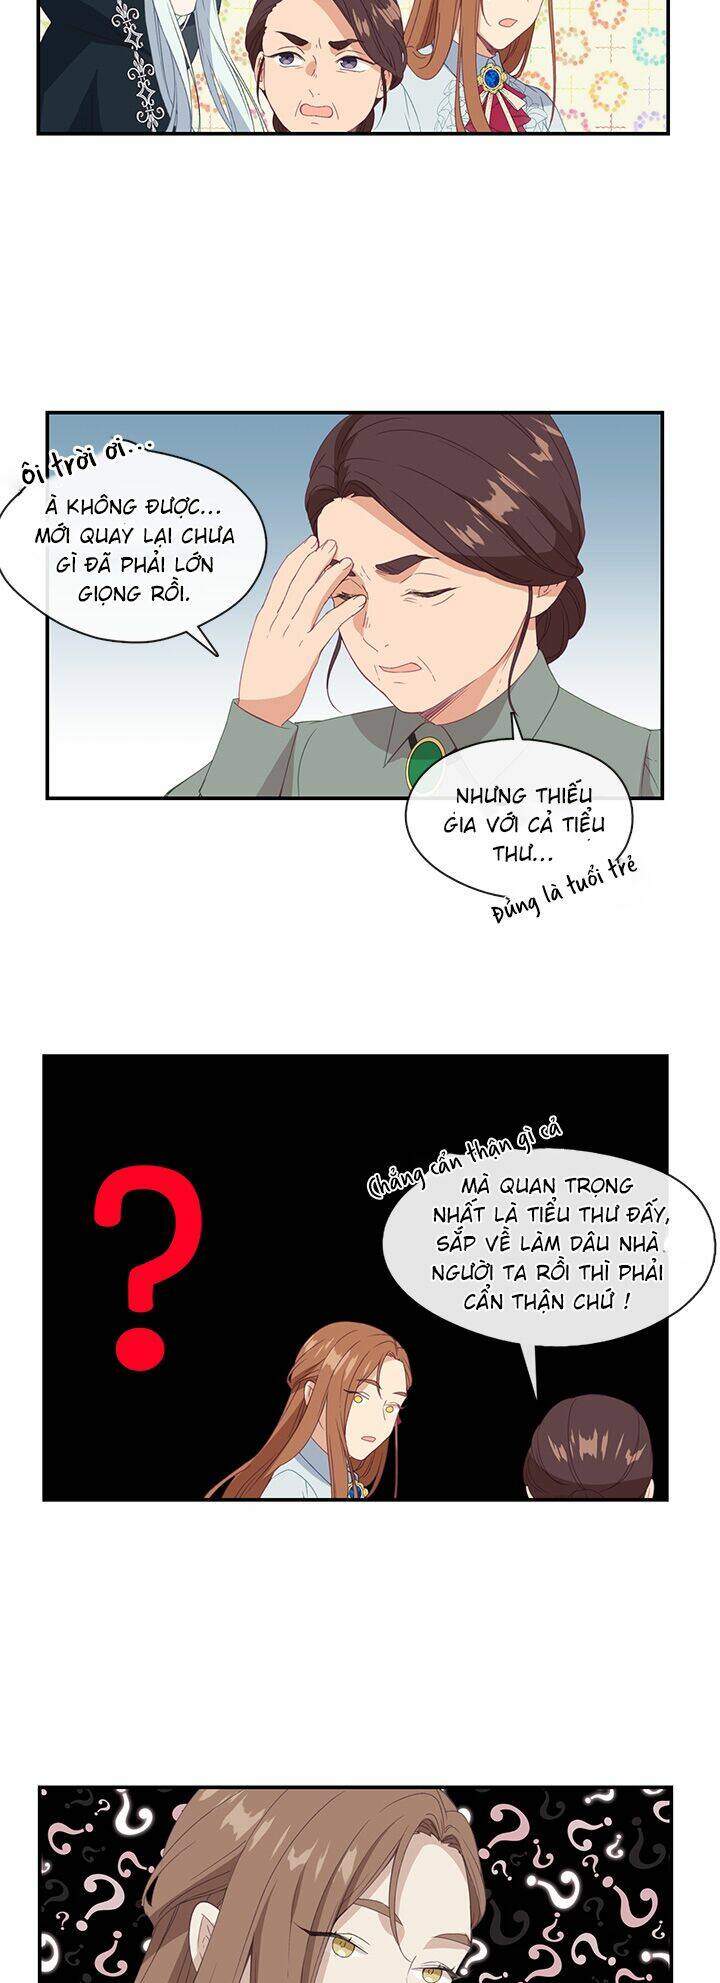 ôi trời ơi...
À KHÔNG ĐƯỢC...
MỚI QUAY LẠI CHƯA
GÌ ĐÃ PHẢI LỚN
GIỌNG RỒI.
NHƯNG THIẾU
GIA VỚI CẢ TIỂU
THƯ...
Đúng là tuổi trẻ
Chẳng cẩn thận gì cả
MÀ QUAN TRỌNG
NHẤT LÀ TIỂU THƯ ĐẤY,
SẮP VỀ LÀM DÂU NHÀ
NGƯỜI TA RỒI THÌ PHẢI
CẨN THẬN CHỨ !
?